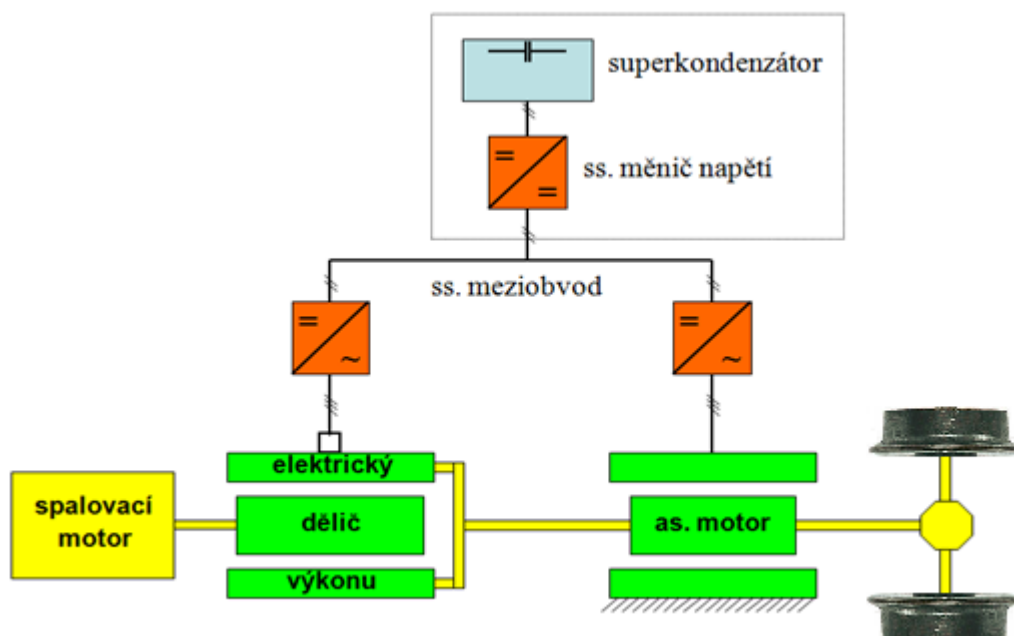 superkondenzátor
=
=
ss. měnič napětí
ss. meziobvod
=
~
=
~
elektrický
spalovací
motor
dělič
as. motor
výkonu